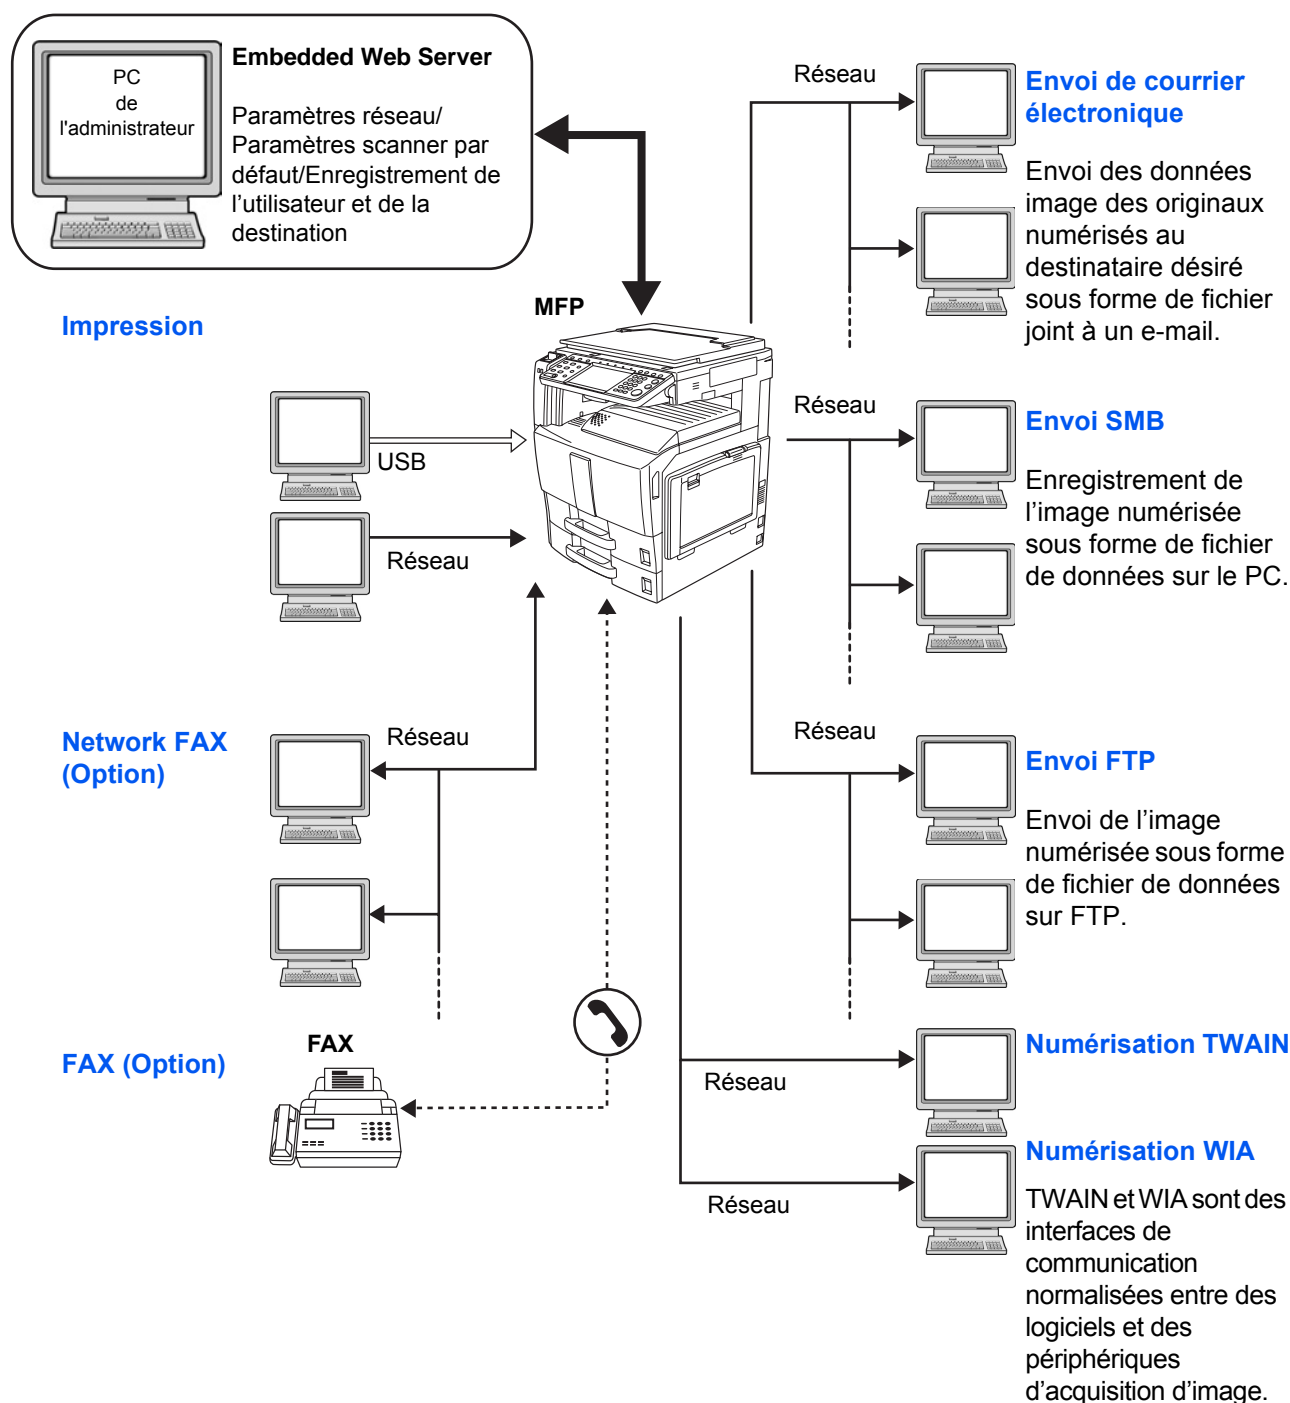 PC
de
l'administrateur
Embedded Web Server
Paramètres réseau/
Paramètres scanner par
défaut/Enregistrement de
l’utilisateur et de la
destination
MFP
Impression
USB
Réseau
Network FAX
(Option)
Réseau
FAX (Option)
FAX
Réseau
Envoi de courrier
électronique
Envoi des données
image des originaux
numérisés au
destinataire désiré
sous forme de fichier
joint à un e-mail.
Réseau
Envoi SMB
Enregistrement de
l’image numérisée
sous forme de fichier
de données sur le PC.
Réseau
Envoi FTP
Envoi de l’image
numérisée sous forme
de fichier de données
sur FTP.
Réseau
Numérisation TWAIN
Réseau
Numérisation WIA
TWAIN et WIA sont des
interfaces de
communication
normalisées entre des
logiciels et des
périphériques
d’acquisition d’image.